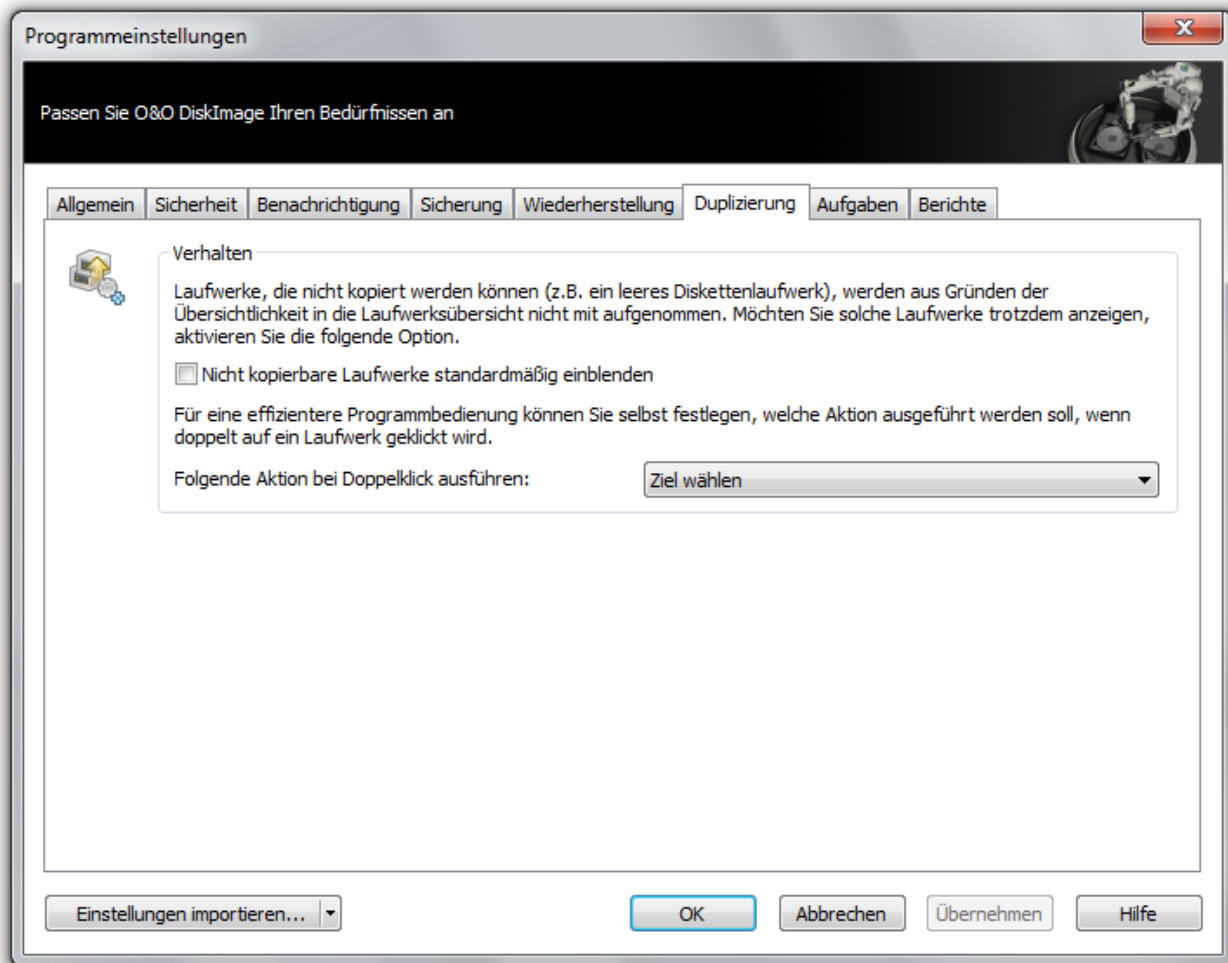 Programmeinstellungen
Passen Sie O&O DiskImage Ihren Bedürfnissen an
Allgemein Sicherheit Benachrichtigung Sicherung Wiederherstellung Duplizierung Aufgaben Berichte
Verhalten
Laufwerke, die nicht kopiert werden können (z.B. ein leeres Diskettenlaufwerk), werden aus Gründen der
Übersichtlichkeit in die Laufwerksübersicht nicht mit aufgenommen. Möchten Sie solche Laufwerke trotzdem anzeigen,
aktivieren Sie die folgende Option.
Nicht kopierbare Laufwerke standardmäßig einblenden
Für eine effizientere Programmbedienung können Sie selbst festlegen, welche Aktion ausgeführt werden soll, wenn
doppelt auf ein Laufwerk geklickt wird.
Folgende Aktion bei Doppelklick ausführen: Ziel wählen
Einstellungen importieren... OK Abbrechen Übernehmen Hilfe